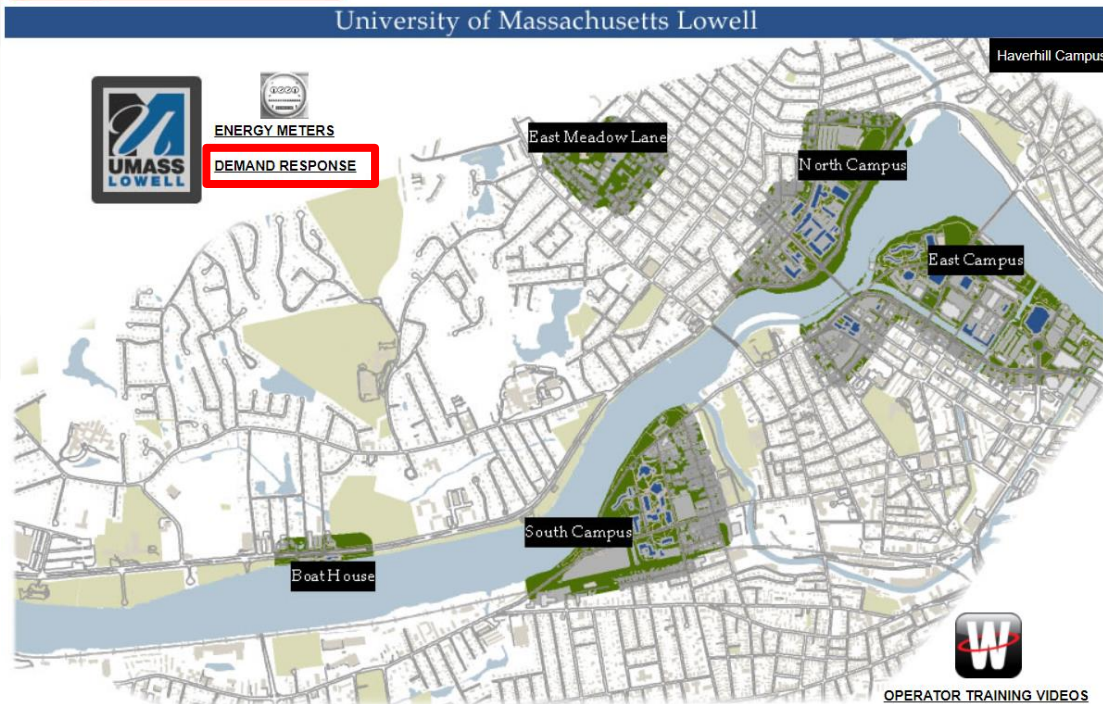 University of Massachusetts Lowell
Haverhill Campus
UMASS
LOWELL
ENERGY METERS
DEMAND RESPONSE
East Meadow Lane
North Campus
East Campus
South Campus
Boat House
W
OPERATOR TRAINING VIDEOS